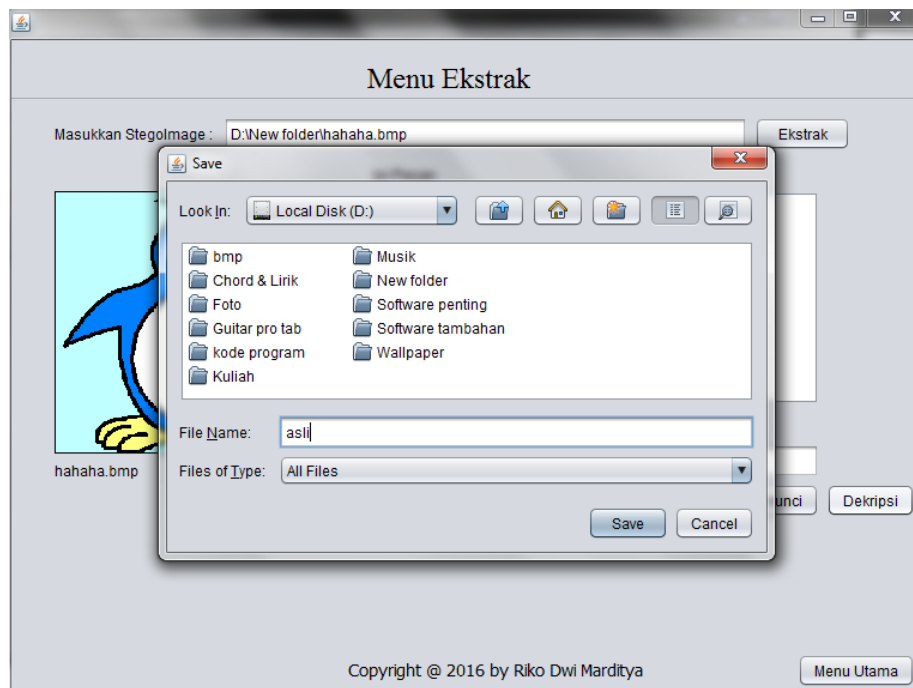 Menu Ekstrak
Masukkan StegoImage : D:\New folder\hahaha.bmp Ekstrak
Save
Look In: Local Disk (D:)
bmp Musik
Chord & Lirik New folder
Foto Software penting
Guitar pro tab Software tambahan
kode program Wallpaper
Kuliah
File Name: asli
hahaha.bmp Files of Type: All Files
unci Dekripsi
Save Cancel
Copyright @ 2016 by Riko Dwi Marditya Menu Utama